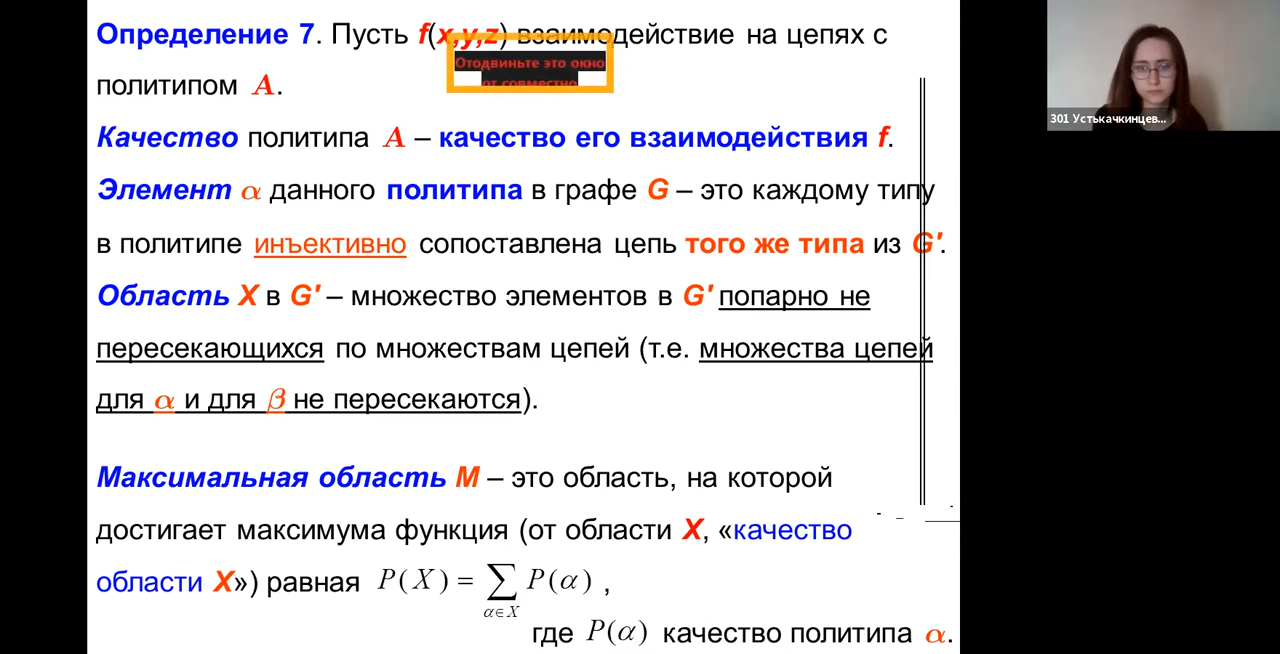 Определение 7. Пусть f(x,y,z) взаимодействие на цепях с
Отодвиньте это окно
от совместно
политипом A.
Качество политипа A – качество его взаимодействия f.
Элемент α данного политипа в графе G – это каждому типу
в политипе инъективно сопоставлена цепь того же типа из G′.
Область X в G′ – множество элементов в G′ попарно не
пересекающихся по множествам цепей (т.е. множества цепей
для α и для β не пересекаются).
Максимальная область M – это область, на которой
достигает максимума функция (от области X, «качество
области X») равная P(X) = ∑ P(α) ,
α∈X
где P(α) качество политипа α.
301 Устькачкинцев...